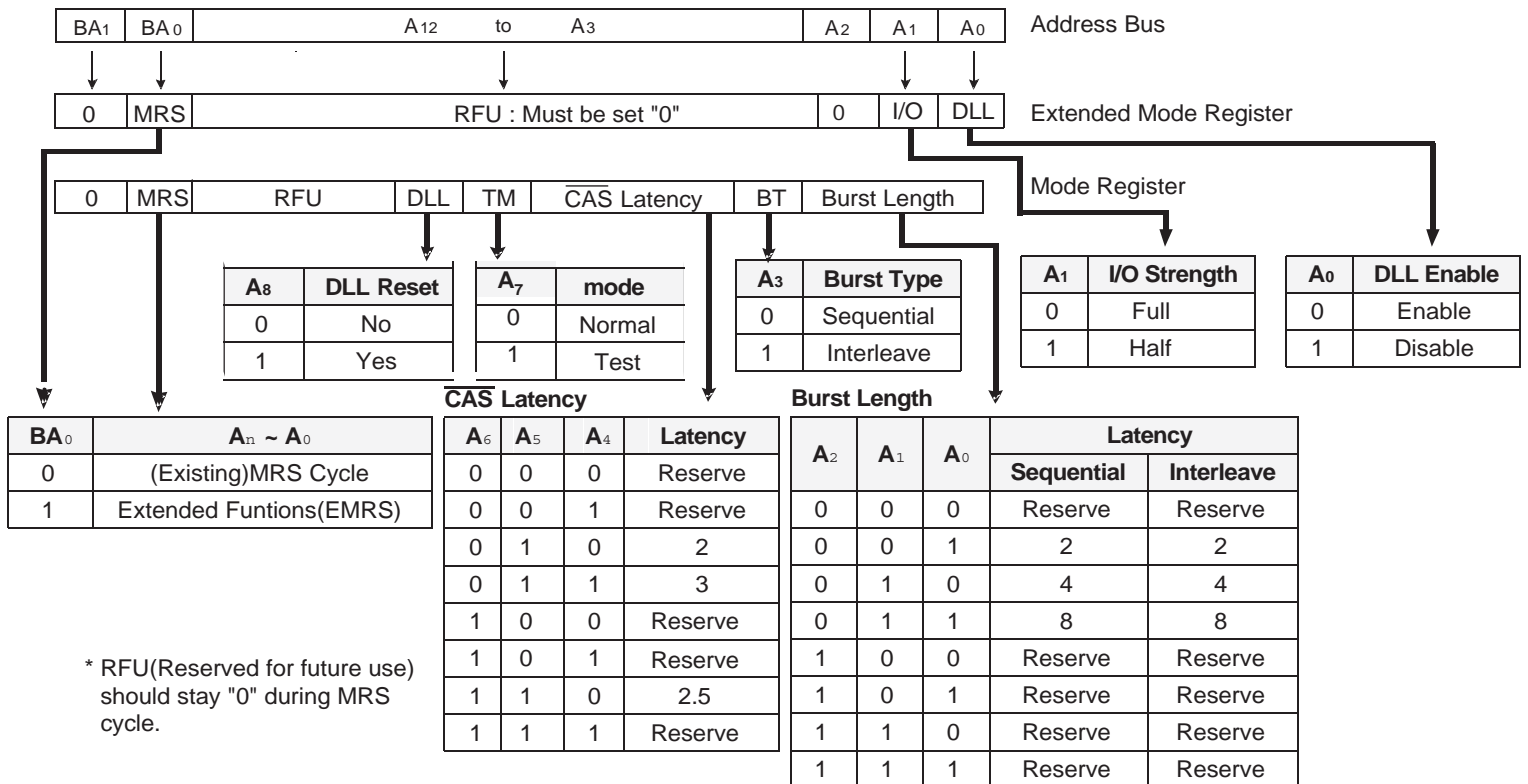 BA1 BA0 A12 to A3 A2 A1 A0 Address Bus
0 MRS RFU : Must be set "0" 0 I/O DLL Extended Mode Register
Mode Register
0 MRS RFU DLL TM CAS Latency BT Burst Length
A8 DLL Reset
0 No
1 Yes
A7 mode
0 Normal
1 Test
A3 Burst Type
0 Sequential
1 Interleave
A1 I/O Strength
0 Full
1 Half
A0 DLL Enable
0 Enable
1 Disable
BA0 An ~ A0
0 (Existing)MRS Cycle
1 Extended Funtions(EMRS)
* RFU(Reserved for future use)
should stay "0" during MRS
cycle.
CAS Latency
A6 A5 A4 Latency
0 0 0 Reserve
0 0 1 Reserve
0 1 0 2
0 1 1 3
1 0 0 Reserve
1 0 1 Reserve
1 1 0 2.5
1 1 1 Reserve
Burst Length
A2 A1 A0 Latency
Sequential Interleave
0 0 0 Reserve Reserve
0 0 1 2 2
0 1 0 4 4
0 1 1 8 8
1 0 0 Reserve Reserve
1 0 1 Reserve Reserve
1 1 0 Reserve Reserve
1 1 1 Reserve Reserve